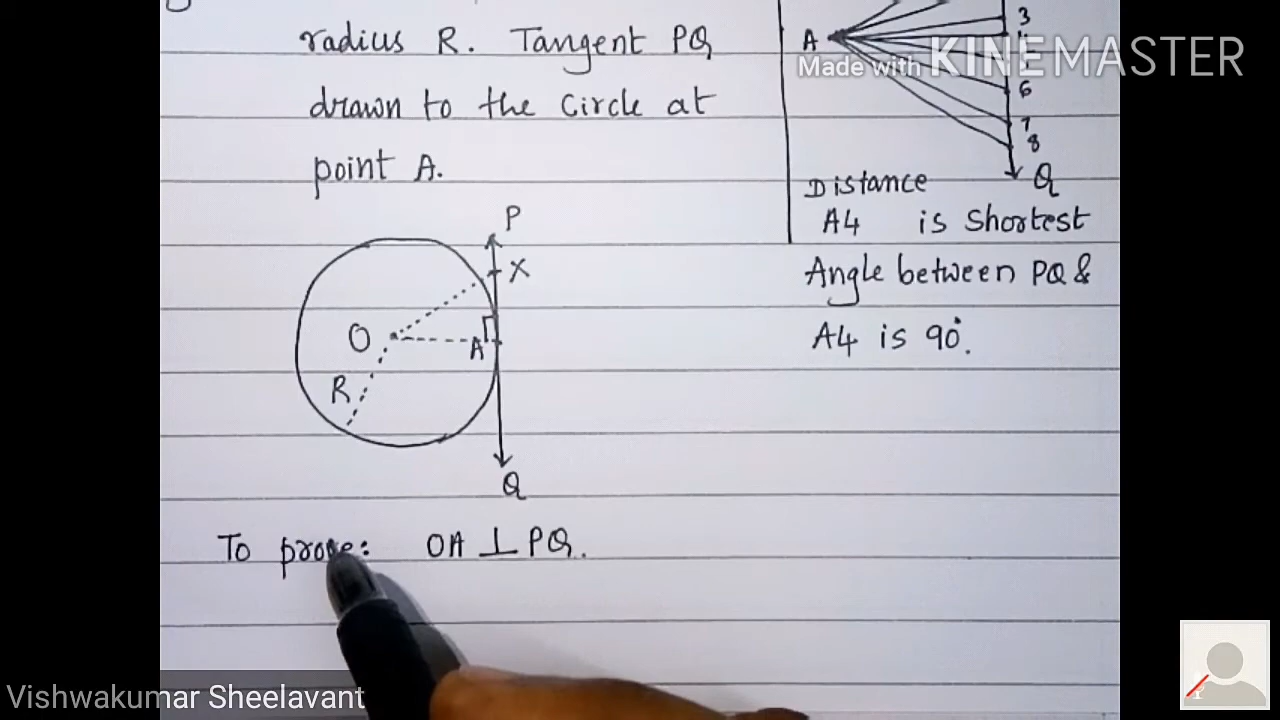 radius R. Tangent PQ
drawn to the circle at
point A.
P
X
O
A
R
Q
To prove: OA ⊥ PQ.
3
A
6
7
8
Q
Distance
A4 is Shortest
Angle between PQ &
A4 is 90°.
Made with KINEMASTER
Vishwakumar Sheelavant